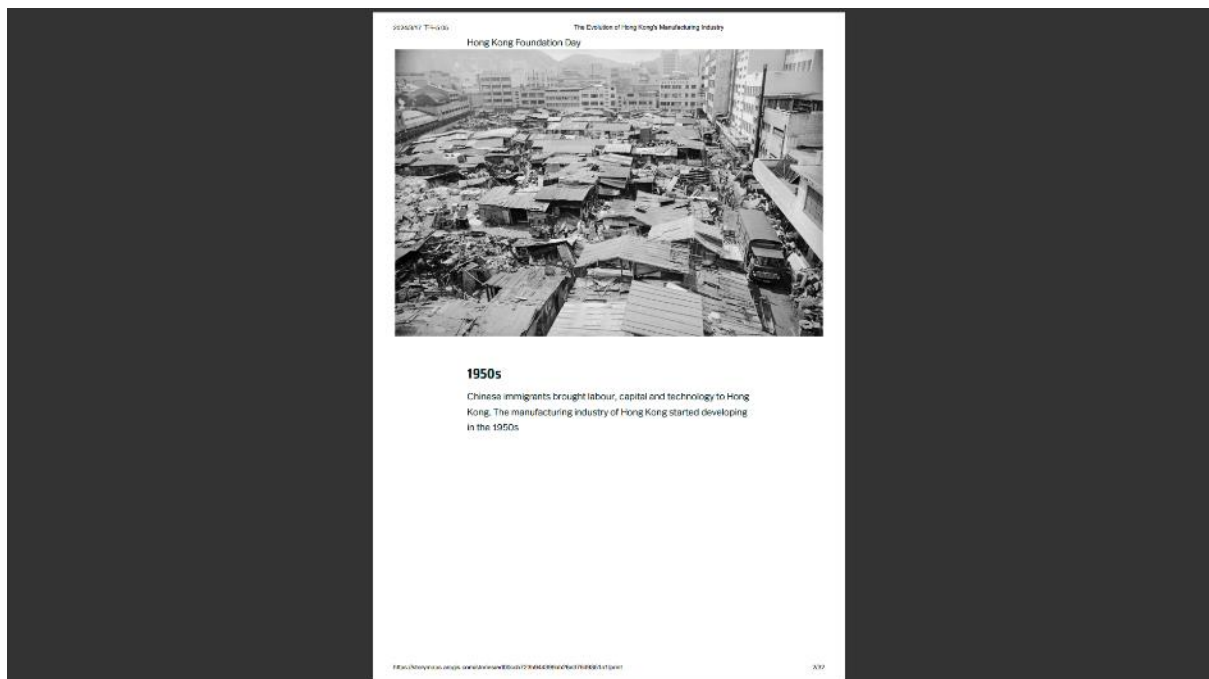 The Evolution of Hong Kong's Manufacturing Industry
Hong Kong Foundation Day
1950s
Chinese immigrants brought labour, capital and technology to Hong
Kong. The manufacturing industry of Hong Kong started developing
in the 1950s